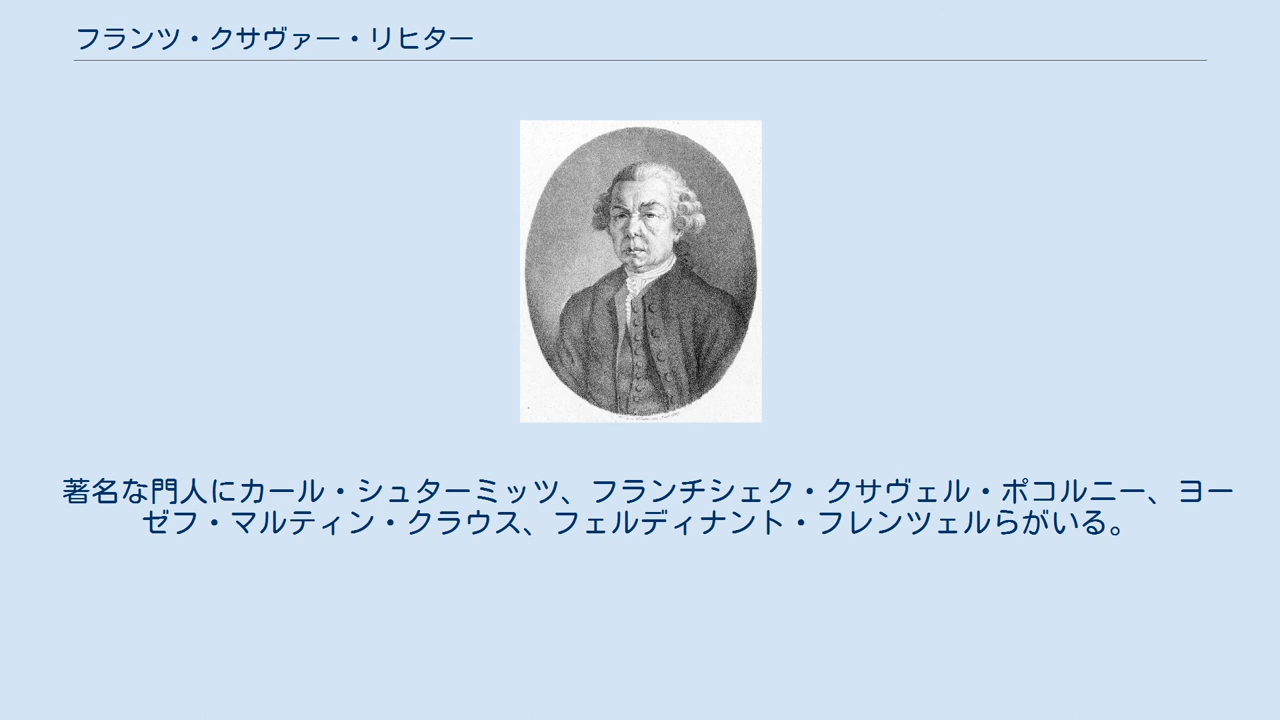 フランツ・クサヴァー・リヒター
著名な門人にカール・シュターミッツ、フランチシェク・クサヴェル・ポコルニー、ヨー
ゼフ・マルティン・クラウス、フェルディナント・フレンツェルらがいる。